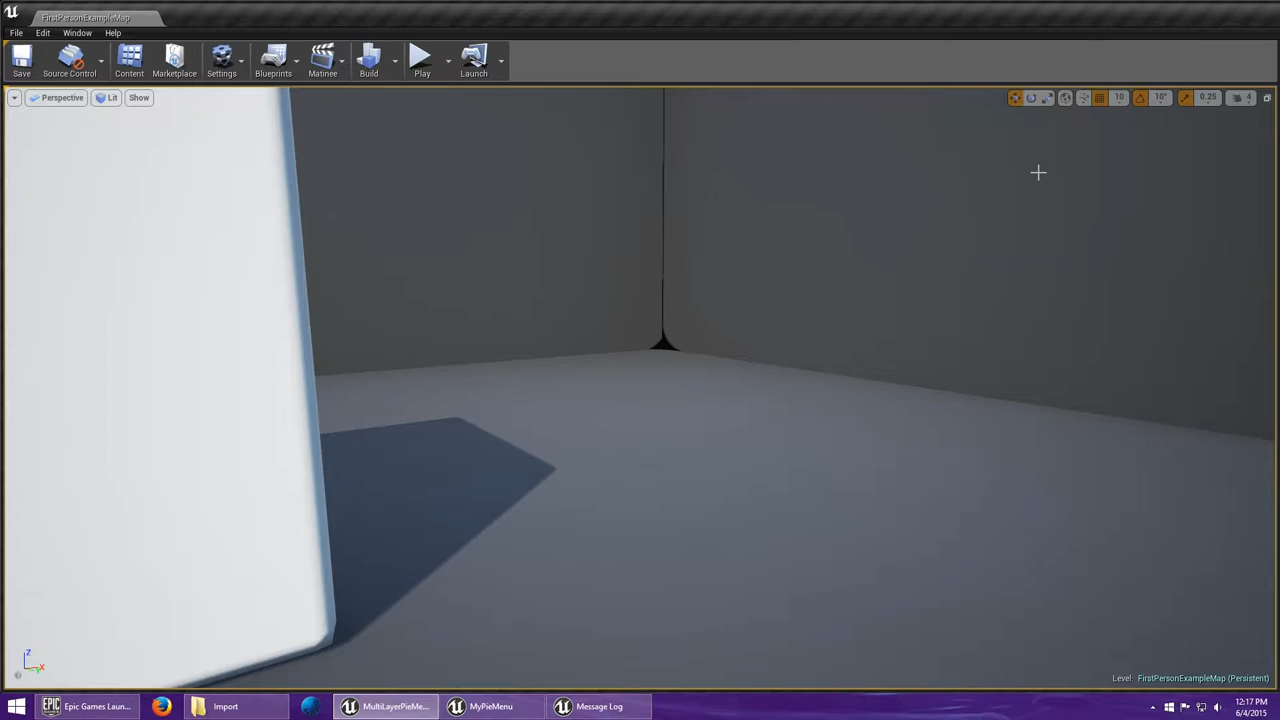 FirstPersonExampleMap
File Edit Window Help
Save Source Control Content Marketplace Settings Blueprints Matinee Build Play Launch
Perspective Lit Show 10 10° 0.25 4
Z
X
Level: FirstPersonExampleMap (Persistent)
EPIC GAMES Epic Games Laun... Import MultiLayerPieMe... MyPieMenu Message Log 12:17 PM
6/4/2015